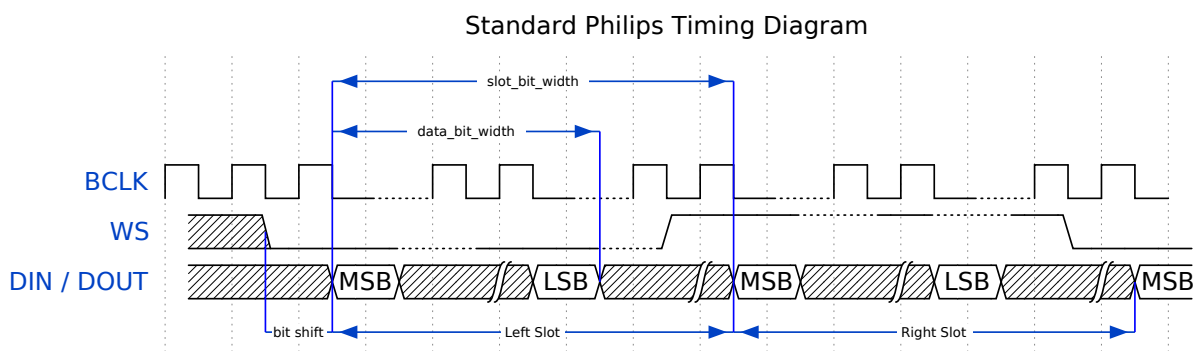 Standard Philips Timing Diagram
slot_bit_width
data_bit_width
BCLK
WS
DIN / DOUT
MSB
LSB
MSB
LSB
MSB
bit shift
Left Slot
Right Slot